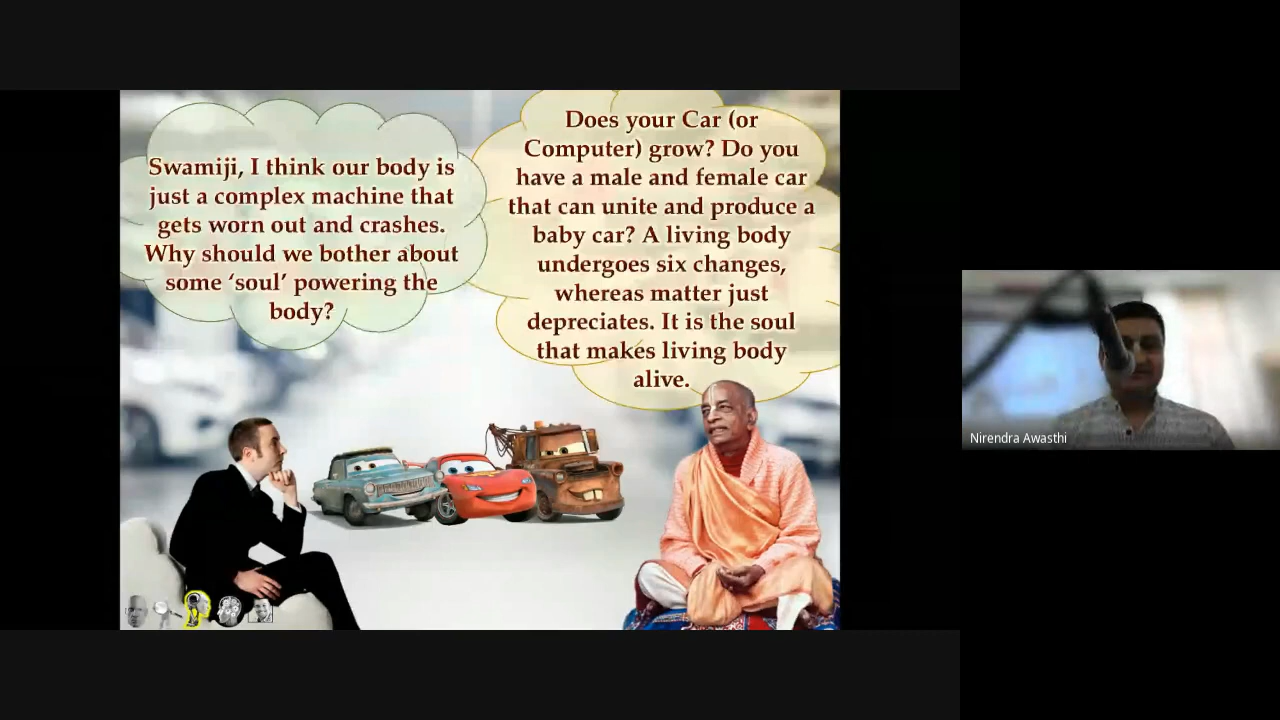 Swamiji, I think our body is
just a complex machine that
gets worn out and crashes.
Why should we bother about
some ‘soul’ powering the
body?
Does your Car (or
Computer) grow? Do you
have a male and female car
that can unite and produce a
baby car? A living body
undergoes six changes,
whereas matter just
depreciates. It is the soul
that makes living body
alive.
Nirendra Awasthi